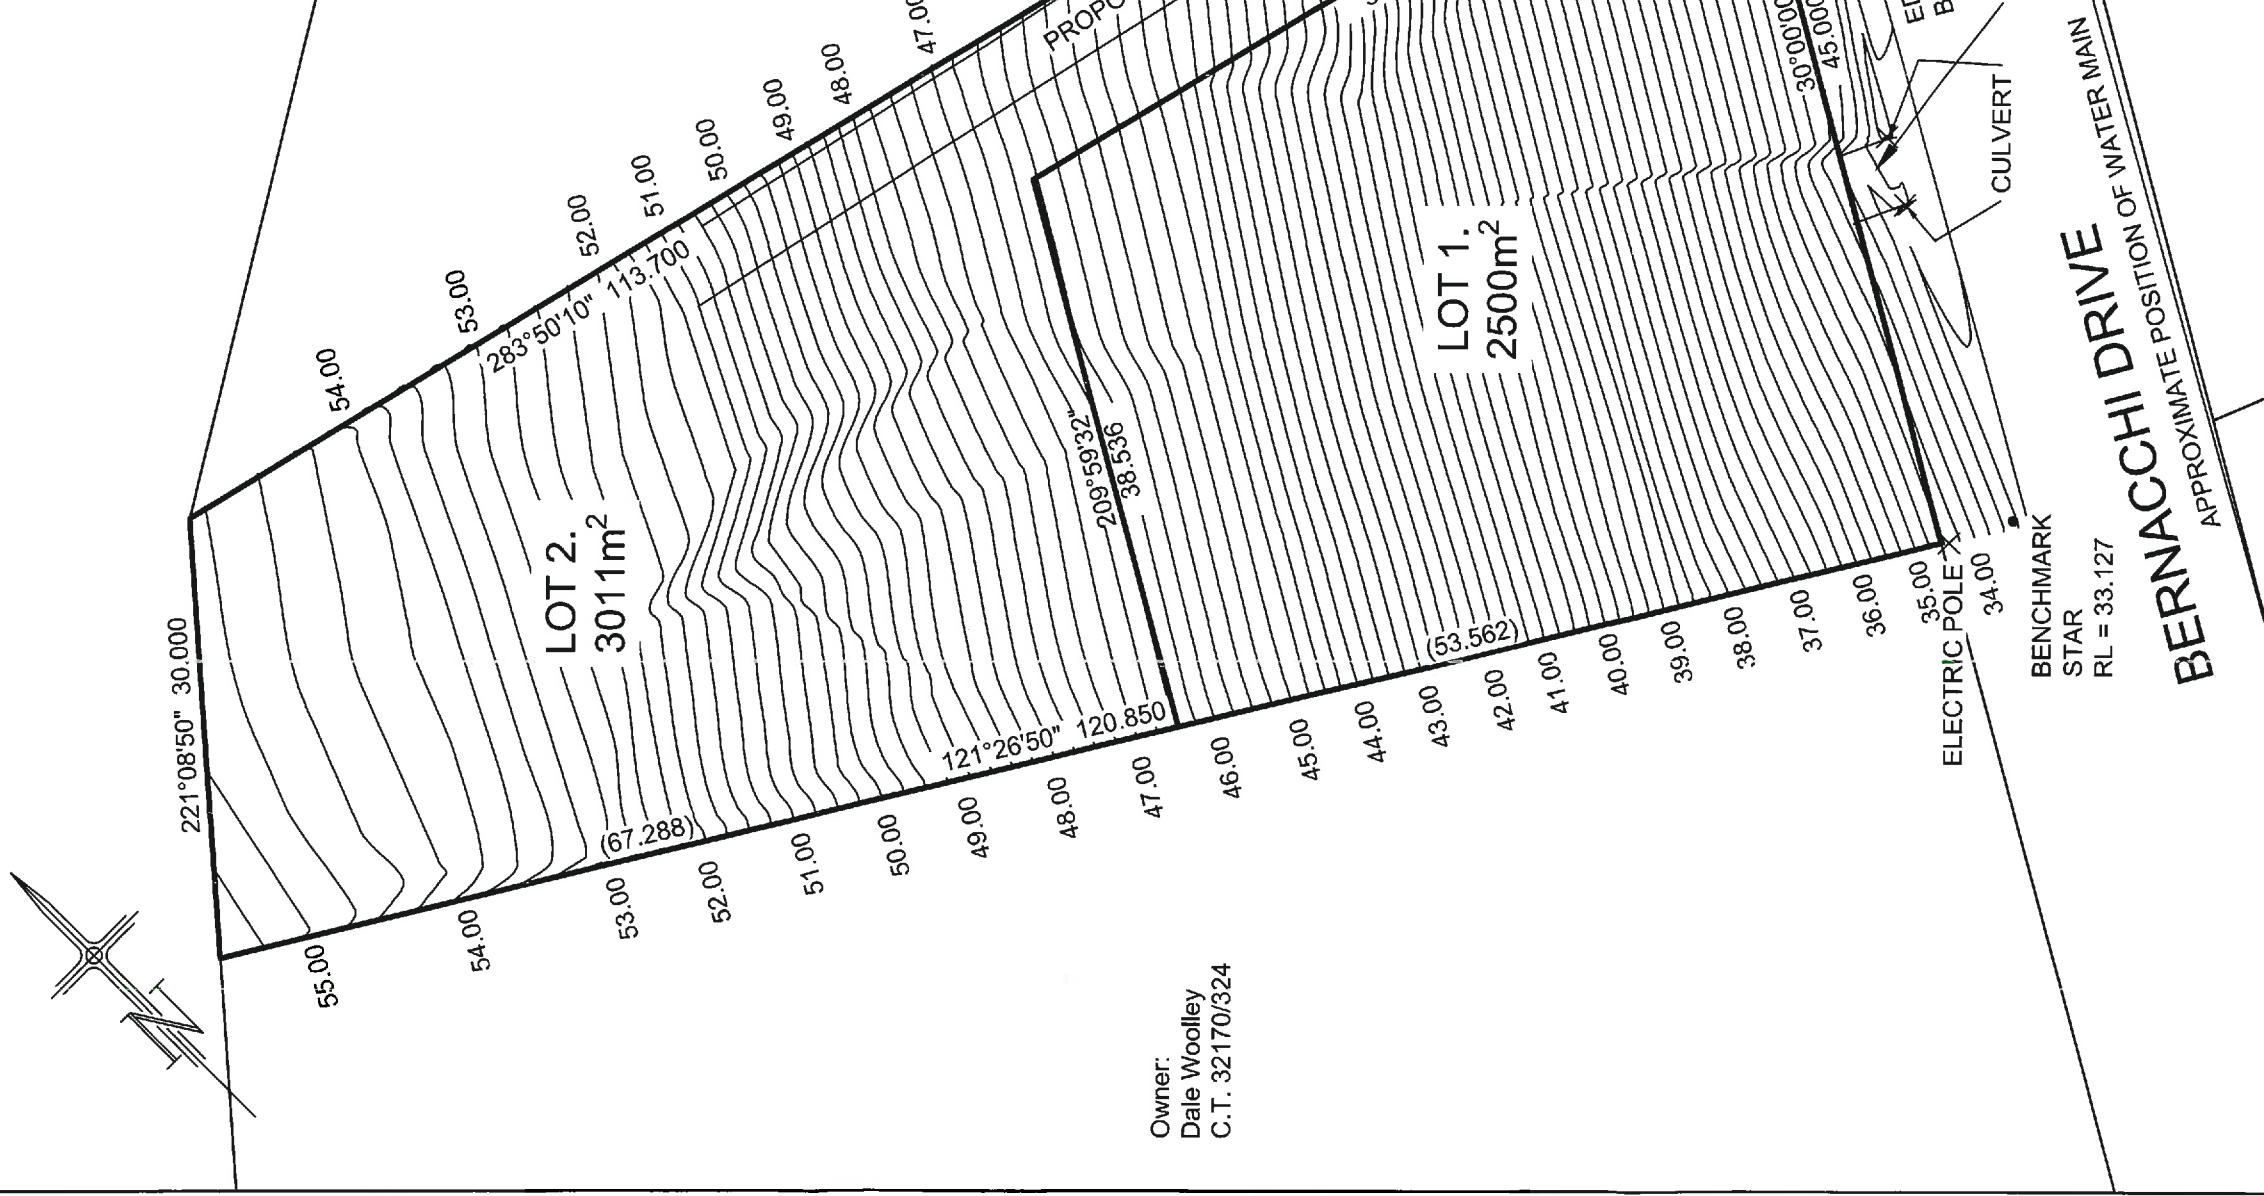 47.00
PROPO
48.00
49.00
50.00
51.00
52.00
53.00
54.00
283°50'10" 113.700
30°00'00
45.000
CULVERT
LOT 1.
2500m²
LOT 2.
3011m²
209°59'32"
38.536
221°08'50" 30.000
(53.562)
121°26'50" 120.850
(67.288)
55.00
54.00
53.00
52.00
51.00
50.00
49.00
48.00
47.00
46.00
45.00
44.00
43.00
42.00
41.00
40.00
39.00
38.00
37.00
36.00
35.00
34.00
ELECTRIC POLE
BENCHMARK
STAR
RL = 33.127
BERNACCHI DRIVE
APPROXIMATE POSITION OF WATER MAIN
N
Owner:
Dale Woolley
C.T. 32170/324